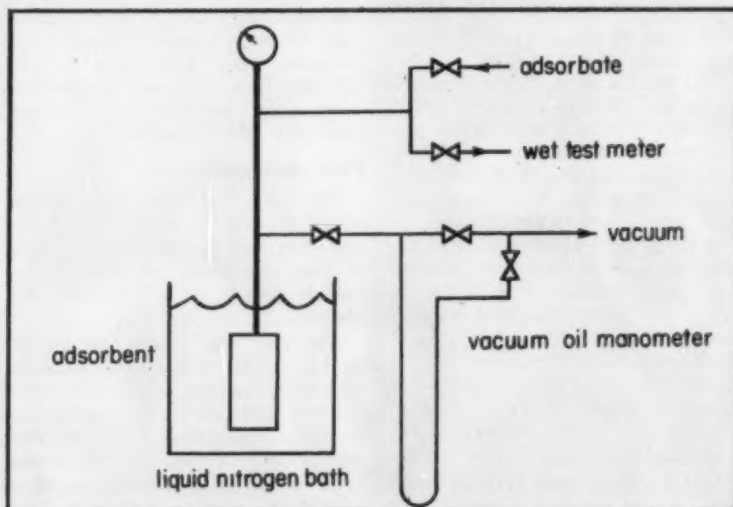 adsorbate
wet test meter
vacuum
adsorbent
vacuum oil manometer
liquid nitrogen bath